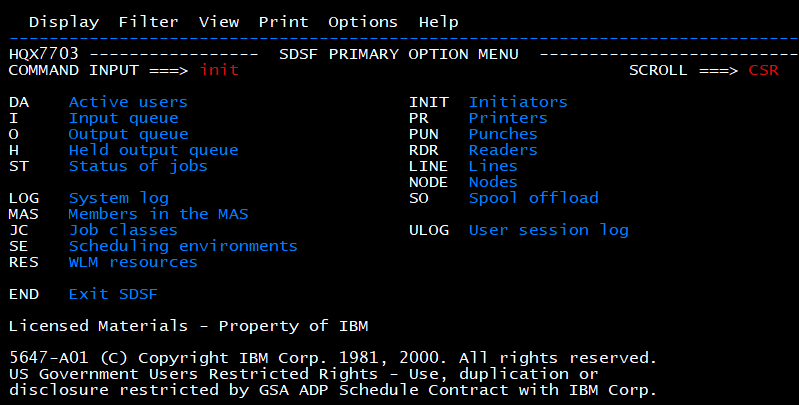 Display Filter View Print Options Help
HQX7703 ----------------- SDSF PRIMARY OPTION MENU --------------------------
COMMAND INPUT ===> init SCROLL ===> CSR
DA Active users INIT Initiators
I Input queue PR Printers
O Output queue PUN Punches
H Held output queue RDR Readers
ST Status of jobs LINE Lines
NODE Nodes
LOG System log SO Spool offload
MAS Members in the MAS
JC Job classes ULOG User session log
SE Scheduling environments
RES WLM resources
END Exit SDSF
Licensed Materials - Property of IBM
5647-A01 (C) Copyright IBM Corp. 1981, 2000. All rights reserved.
US Government Users Restricted Rights - Use, duplication or
disclosure restricted by GSA ADP Schedule Contract with IBM Corp.